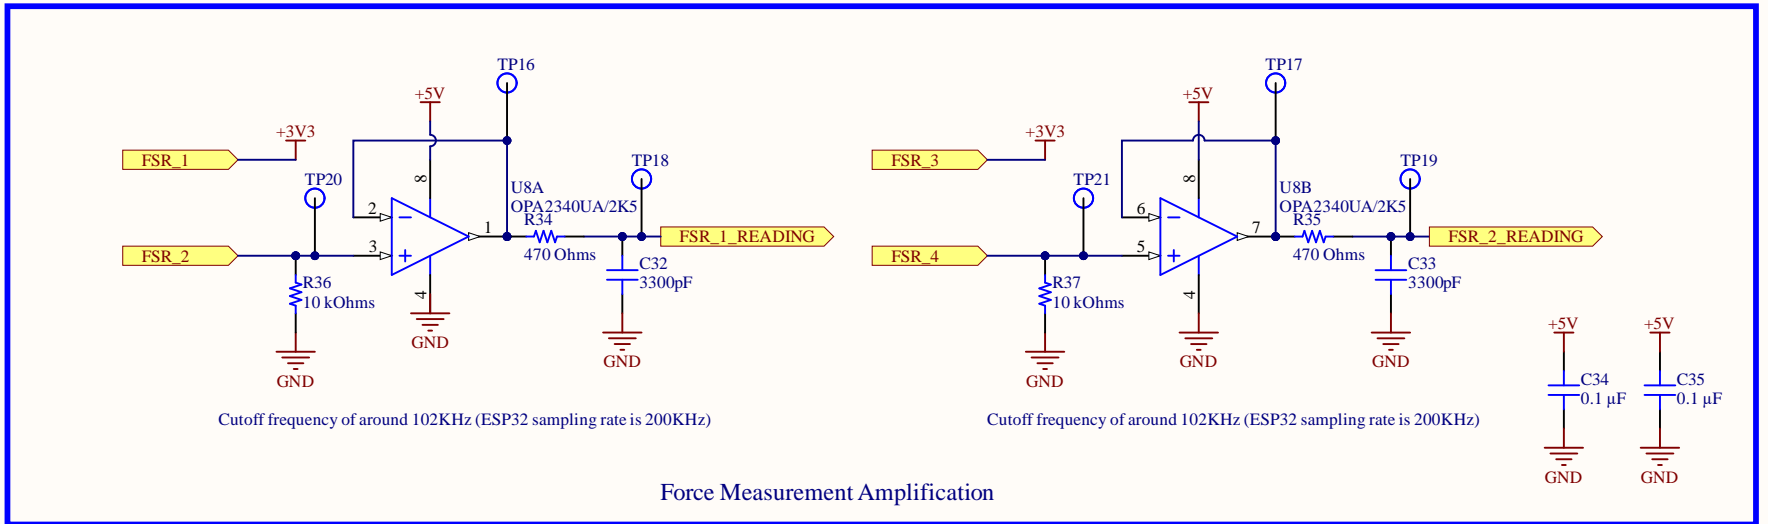 TP16
+5V
+3V3
FSR_1
TP20
TP18
8
U8A
OPA2340UA/2K5
2
1
R34
FSR_1_READING
FSR_2
3
470 Ohms
C32
3300pF
R36
10 kOhms
4
GND
GND
GND
Cutoff frequency of around 102KHz (ESP32 sampling rate is 200KHz)
TP17
+5V
+3V3
FSR_3
TP21
TP19
8
U8B
OPA2340UA/2K5
6
7
R35
FSR_2_READING
FSR_4
5
470 Ohms
C33
3300pF
R37
10 kOhms
4
GND
GND
GND
Cutoff frequency of around 102KHz (ESP32 sampling rate is 200KHz)
+5V
C34
0.1 µF
GND
+5V
C35
0.1 µF
GND
Force Measurement Amplification